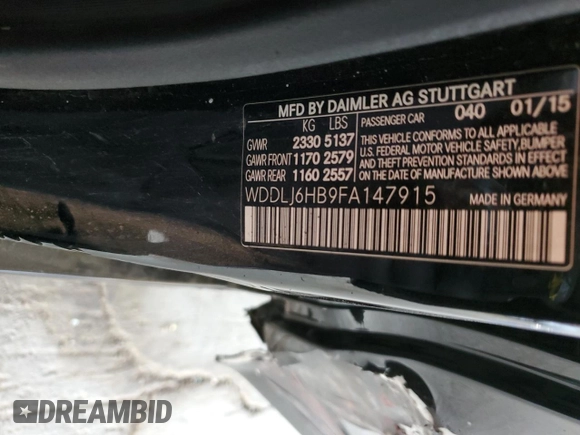 MFD BY DAIMLER AG STUTTGART
KG LBS
GVWR 2330 5137
GAWR FRONT 1170 2579
GAWR REAR 1160 2557
PASSENGER CAR 040 01/15
THIS VEHICLE CONFORMS TO ALL APPLICABLE
U.S. FEDERAL MOTOR VEHICLE SAFETY, BUMPER
AND THEFT PREVENTION STANDARDS IN EFFECT
ON THE DATE OF MANUFACTURE SHOWN ABOVE
WDDLJ6HB9FA147915
MADE IN GERMANY
DREAMBID